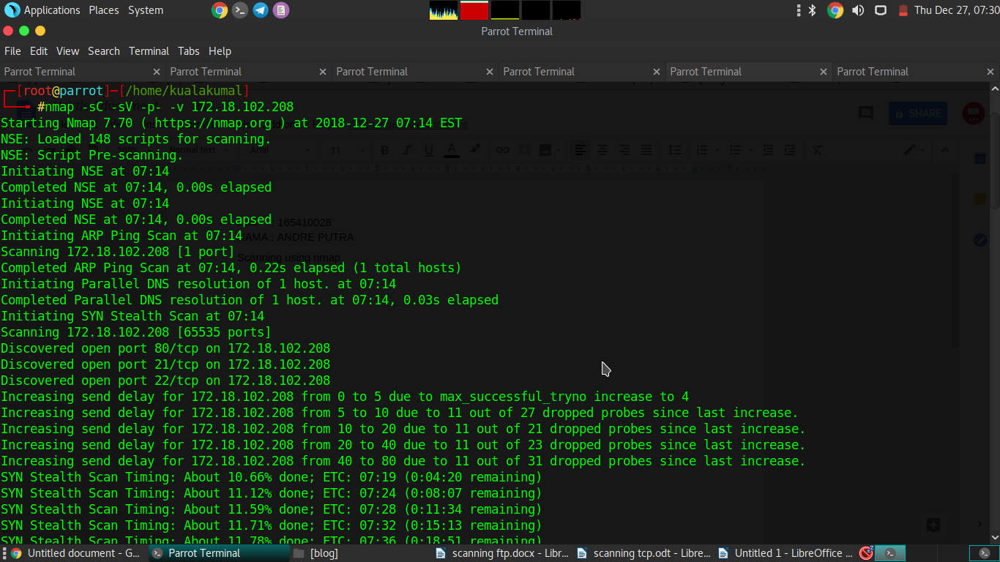 Applications Places System
Thu Dec 27, 07:30
Parrot Terminal
File Edit View Search Terminal Tabs Help
Parrot Terminal Parrot Terminal Parrot Terminal Parrot Terminal Parrot Terminal Parrot Terminal
[root@parrot]─[/home/kualakumal]
#nmap -sC -sV -p- -v 172.18.102.208
SHARE
Starting Nmap 7.70 ( https://nmap.org ) at 2018-12-27 07:14 EST
NSE: Loaded 148 scripts for scanning.
NSE: Script Pre-scanning.
Normal text Arial 11 B I U A
Initiating NSE at 07:14
Completed NSE at 07:14, 0.00s elapsed
Initiating NSE at 07:14
Completed NSE at 07:14, 0.00s elapsed
: 165410028
Initiating ARP Ping Scan at 07:14
NAMA : ANDRE PUTRA
Scanning 172.18.102.208 [1 port]
Scanning using nmap
Completed ARP Ping Scan at 07:14, 0.22s elapsed (1 total hosts)
Initiating Parallel DNS resolution of 1 host. at 07:14
Completed Parallel DNS resolution of 1 host. at 07:14, 0.03s elapsed
Initiating SYN Stealth Scan at 07:14
Scanning 172.18.102.208 [65535 ports]
Discovered open port 80/tcp on 172.18.102.208
Discovered open port 21/tcp on 172.18.102.208
Discovered open port 22/tcp on 172.18.102.208
Increasing send delay for 172.18.102.208 from 0 to 5 due to max_successful_tryno increase to 4
Increasing send delay for 172.18.102.208 from 5 to 10 due to 11 out of 27 dropped probes since last increase.
Increasing send delay for 172.18.102.208 from 10 to 20 due to 11 out of 21 dropped probes since last increase.
Increasing send delay for 172.18.102.208 from 20 to 40 due to 11 out of 23 dropped probes since last increase.
Increasing send delay for 172.18.102.208 from 40 to 80 due to 11 out of 31 dropped probes since last increase.
SYN Stealth Scan Timing: About 10.66% done; ETC: 07:19 (0:04:20 remaining)
SYN Stealth Scan Timing: About 11.12% done; ETC: 07:24 (0:08:07 remaining)
SYN Stealth Scan Timing: About 11.59% done; ETC: 07:28 (0:11:34 remaining)
SYN Stealth Scan Timing: About 11.71% done; ETC: 07:32 (0:15:13 remaining)
SYN Stealth Scan Timing: About 11.78% done; ETC: 07:36 (0:18:51 remaining)
Untitled document - G... Parrot Terminal [blog] scanning ftp.docx - Libr... scanning tcp.odt - Libre... Untitled 1 - LibreOffice ...